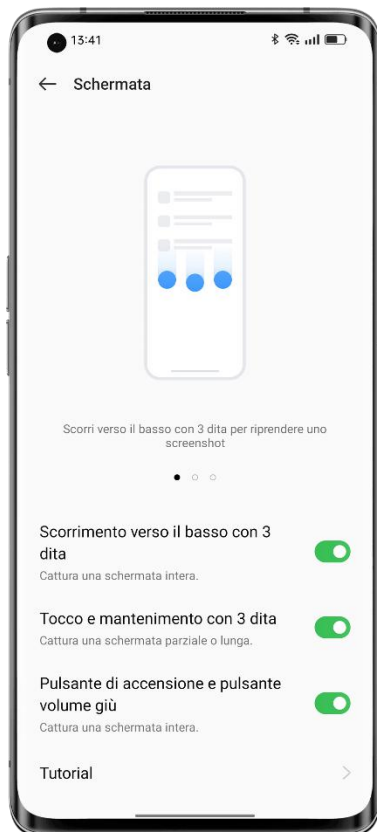 13:41
Schermata
Scorri verso il basso con 3 dita per riprendere uno
screenshot
Scorrimento verso il basso con 3
dita
Cattura una schermata intera.
Tocco e mantenimento con 3 dita
Cattura una schermata parziale o lunga.
Pulsante di accensione e pulsante
volume giù
Cattura una schermata intera.
Tutorial